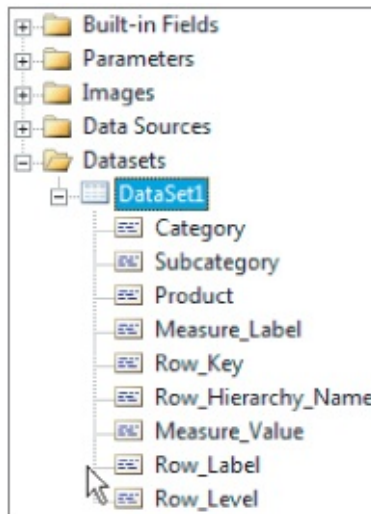 Built-in Fields
Parameters
Images
Data Sources
Datasets
DataSet1
Category
Subcategory
Product
Measure_Label
Row_Key
Row_Hierarchy_Name
Measure_Value
Row_Label
Row_Level